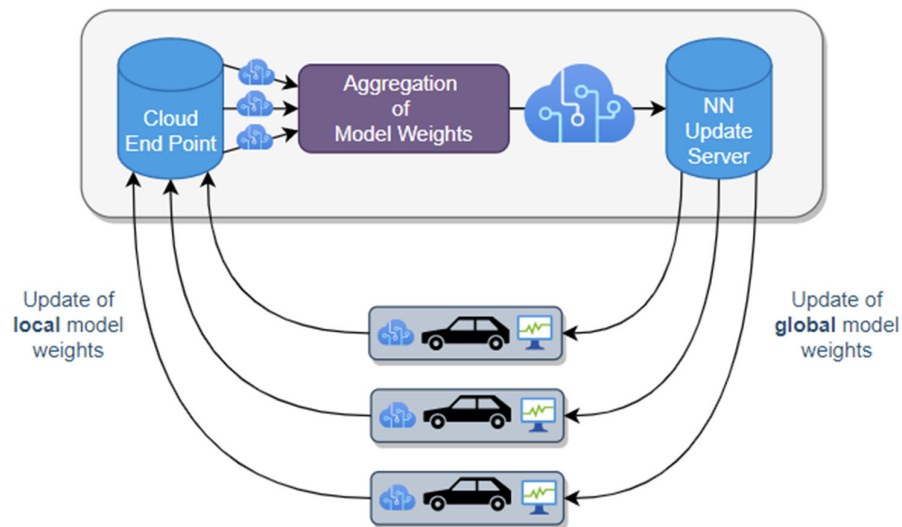 Cloud
End Point
Aggregation
of
Model Weights
NN
Update
Server
Update of
local model
weights
Update of
global model
weights